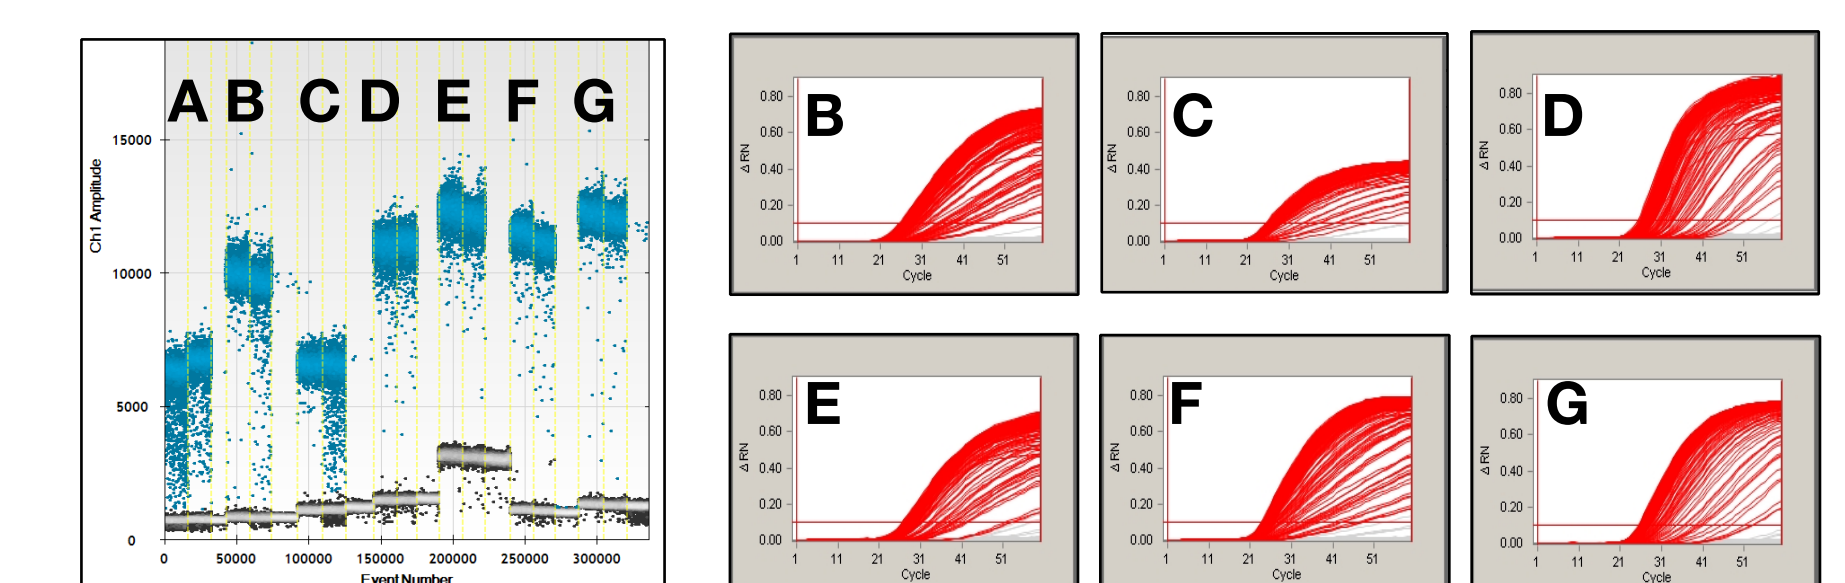 A B C D E F G
15000
10000
5000
0
Ch1 Amplitude
0 50000 100000 150000 200000 250000 300000
Event Number
B
0.80
0.60
0.40
0.20
0.00
Δ RN
1 11 21 31 41 51
Cycle
C
0.80
0.60
0.40
0.20
0.00
Δ RN
1 11 21 31 41 51
Cycle
D
0.80
0.60
0.40
0.20
0.00
Δ RN
1 11 21 31 41 51
Cycle
E
0.80
0.60
0.40
0.20
0.00
Δ RN
1 11 21 31 41 51
Cycle
F
0.80
0.60
0.40
0.20
0.00
Δ RN
1 11 21 31 41 51
Cycle
G
0.80
0.60
0.40
0.20
0.00
Δ RN
1 11 21 31 41 51
Cycle